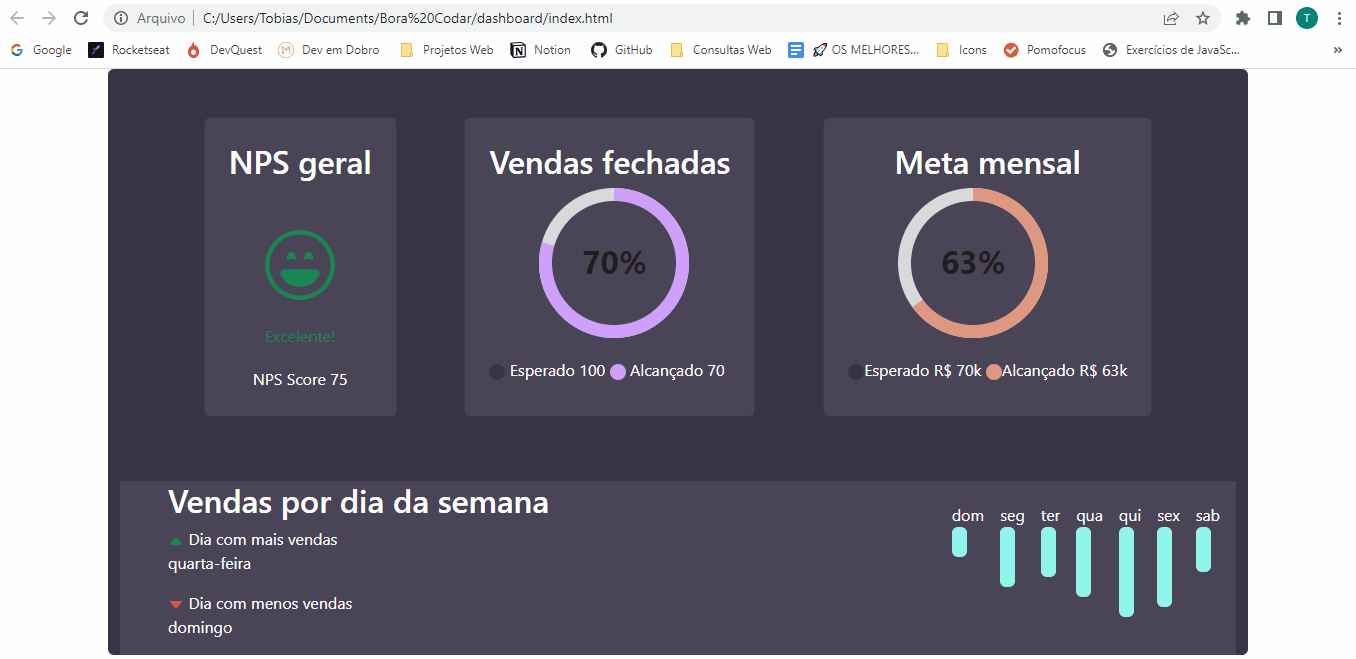 Arquivo C:/Users/Tobias/Documents/Bora%20Codar/dashboard/index.html T
Google Rocketseat DevQuest Dev em Dobro Projetos Web Notion GitHub Consultas Web OS MELHORES... Icons Pomofocus Exercícios de JavaSc... »
NPS geral
Excelente!
NPS Score 75
Vendas fechadas
70%
Esperado 100 Alcançado 70
Meta mensal
63%
Esperado R$ 70k Alcançado R$ 63k
Vendas por dia da semana
Dia com mais vendas
quarta-feira
Dia com menos vendas
domingo
dom seg ter qua qui sex sab